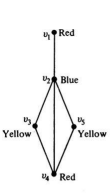 v₁ Red
v₂ Blue
v₃ v₅
Yellow Yellow
v₄ Red